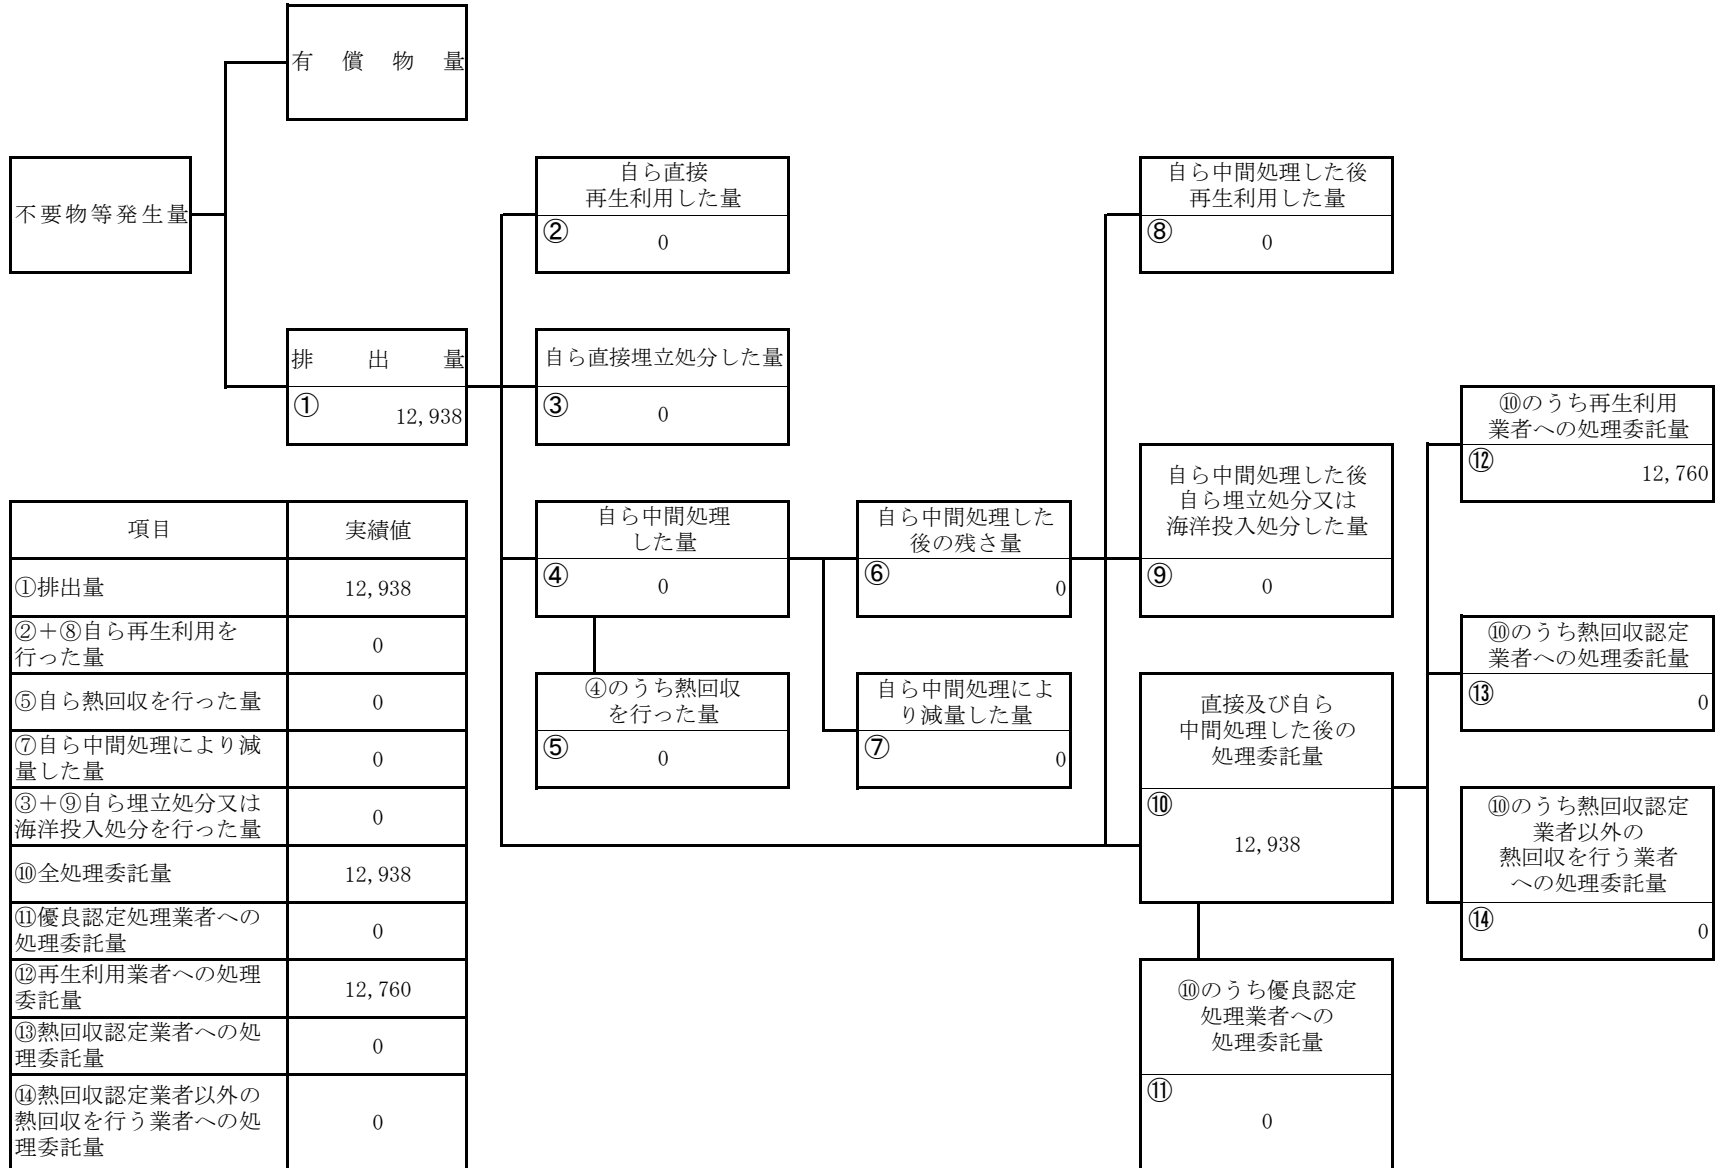 有償物量
不要物等発生量
排出量
①
12,938
自ら直接
再生利用した量
②
0
自ら直接埋立処分した量
③
0
自ら中間処理
した量
④
0
④のうち熱回収
を行った量
⑤
0
自ら中間処理した
後の残さ量
⑥
0
自ら中間処理によ
り減量した量
⑦
0
自ら中間処理した後
再生利用した量
⑧
0
自ら中間処理した後
自ら埋立処分又は
海洋投入処分した量
⑨
0
直接及び自ら
中間処理した後の
処理委託量
⑩
12,938
⑩のうち優良認定
処理業者への
処理委託量
⑪
0
⑩のうち再生利用
業者への処理委託量
⑫
12,760
⑩のうち熱回収認定
業者への処理委託量
⑬
0
⑩のうち熱回収認定
業者以外の
熱回収を行う業者
への処理委託量
⑭
0
項目 実績値
①排出量 12,938
②＋⑧自ら再生利用を
行った量 0
⑤自ら熱回収を行った量 0
⑦自ら中間処理により減
量した量 0
③＋⑨自ら埋立処分又は
海洋投入処分を行った量 0
⑩全処理委託量 12,938
⑪優良認定処理業者への
処理委託量 0
⑫再生利用業者への処理
委託量 12,760
⑬熱回収認定業者への処
理委託量 0
⑭熱回収認定業者以外の
熱回収を行う業者への処 0
理委託量